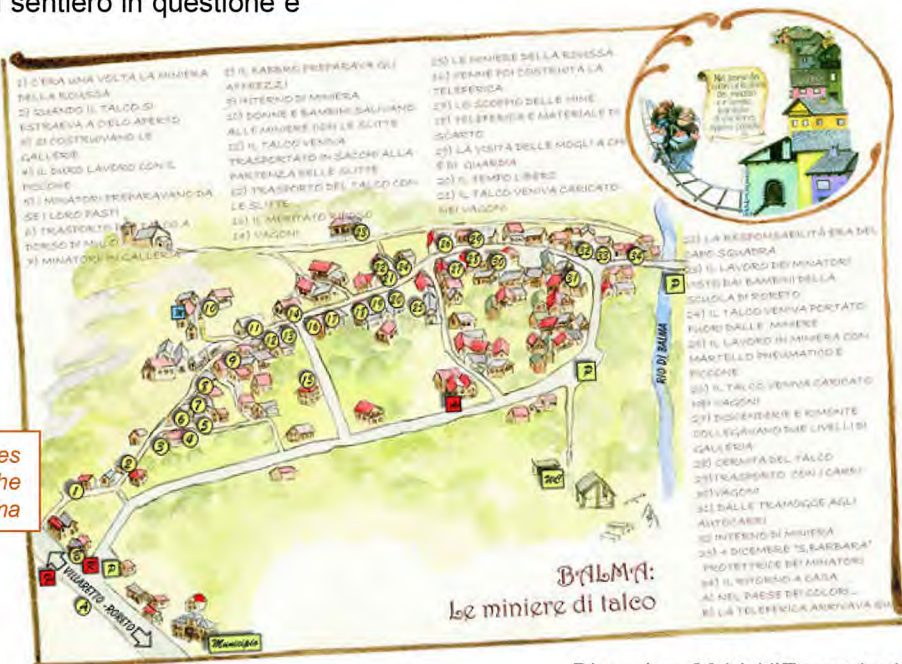 sentiero in questione è
1) C'ERA UNA VOLTA LA MINIERA
DELLA ROUSSA
2) QUANDO IL TALCO SI
ESTRAEVA A CIELO APERTO
3) SI COSTRUIVANO LE
GALLERIE
4) IL DURO LAVORO CON IL
PICCONE
5) I MINATORI PREPARAVANO DA
SE I LORO PASTI
6) TRASPORTO A
DORSO DI MULO
7) MINATORI IN GALLERIA
8) IL FABBRO PREPARAVA GLI
ATTREZZI
9) INTERNO DI MINIERA
10) DONNE E BAMBINI SALIVANO
ALLE MINIERE CON LE SLITTE
11) IL TALCO VENIVA
TRASPORTATO IN SACCHI ALLA
PARTENZA DELLE SLITTE
12) TRASPORTO DEL TALCO CON
LE SLITTE
13) IL MERITATO RIPOSO
14) VAGONI
15) LE MINIERE DELLA ROUSSA
16) VENNE POI COSTRUITA LA
TELEFERICA
17) LO SCOPPIO DELLE MINE
18) TELEFERICA E MATERIALE DI
SCARTO
19) LA VISITA DELLE MOGLI A CHI
È DI GUARDIA
20) IL TEMPO LIBERO
21) IL TALCO VENIVA CARICATO
NEI VAGONI
22) LA RESPONSABILITÀ ERA DEL
CAPO SQUADRA
23) IL LAVORO DEI MINATORI
VISTO DAI BAMBINI DELLA
SCUOLA DI RORETO
24) IL TALCO VENIVA PORTATO
FUORI DALLE MINIERE
25) IL LAVORO IN MINIERA CON
MARTELLO PNEUMATICO E
PICCONE
26) IL TALCO VENIVA CARICATO
NEI VAGONI
27) DISCENDERIE E RIMONTE
COLLEGAVANO DUE LIVELLI DI
GALLERIA
28) CERNITA DEL TALCO
29) TRASPORTO CON I CARRI
30) VAGONI
31) DALLE TRAMOGGE AGLI
AUTOCARRI
32) INTERNO DI MINIERA
33) 4 DICEMBRE "S. BARBARA"
PROTETTRICE DEI MINATORI
34) IL RITORNO A CASA
A) NEL PAESE DEI COLORI...
B) LA TELEFERICA ARRIVAVA QUI
RIO DI BALMA
P
P
WC
P
A
VILLARETTO - RORETO
Municipio
BALMA:
Le miniere di talco